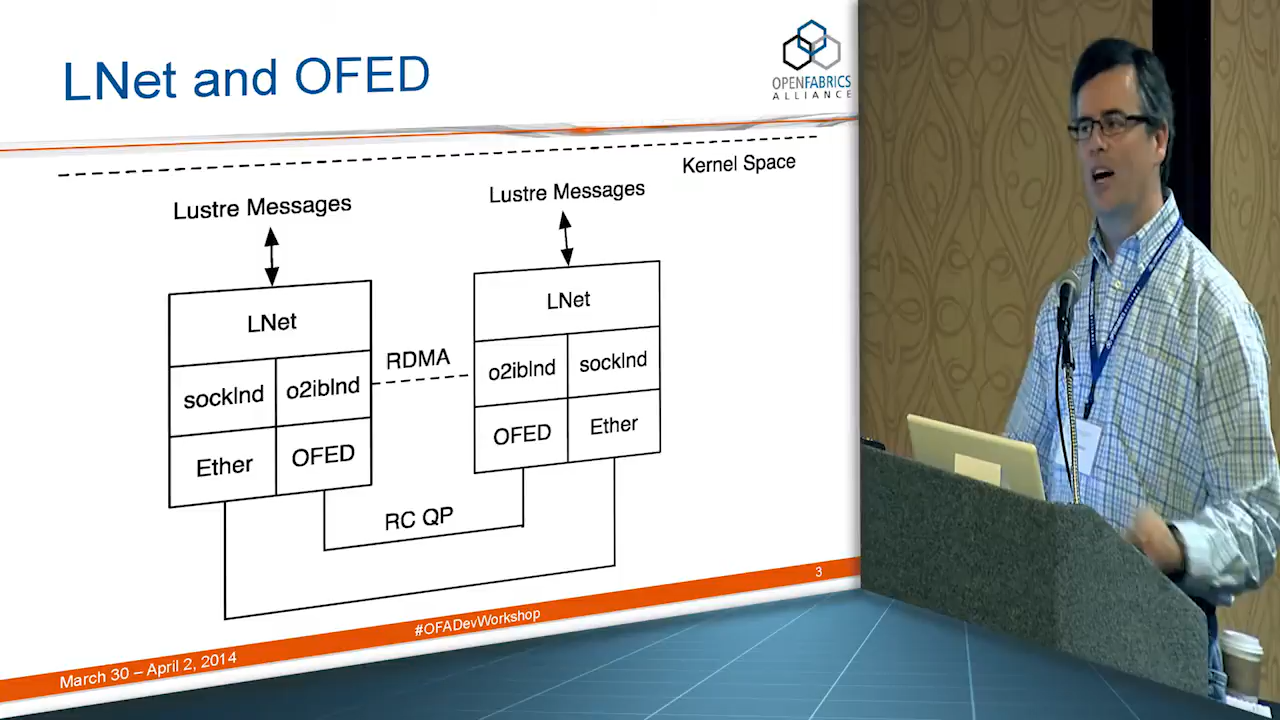 LNet and OFED
OPENFABRICS
ALLIANCE
Kernel Space
Lustre Messages
Lustre Messages
LNet
LNet
RDMA
socklnd
o2iblnd
o2iblnd
socklnd
Ether
OFED
OFED
Ether
RC QP
3
#OFADevWorkshop
March 30 – April 2, 2014